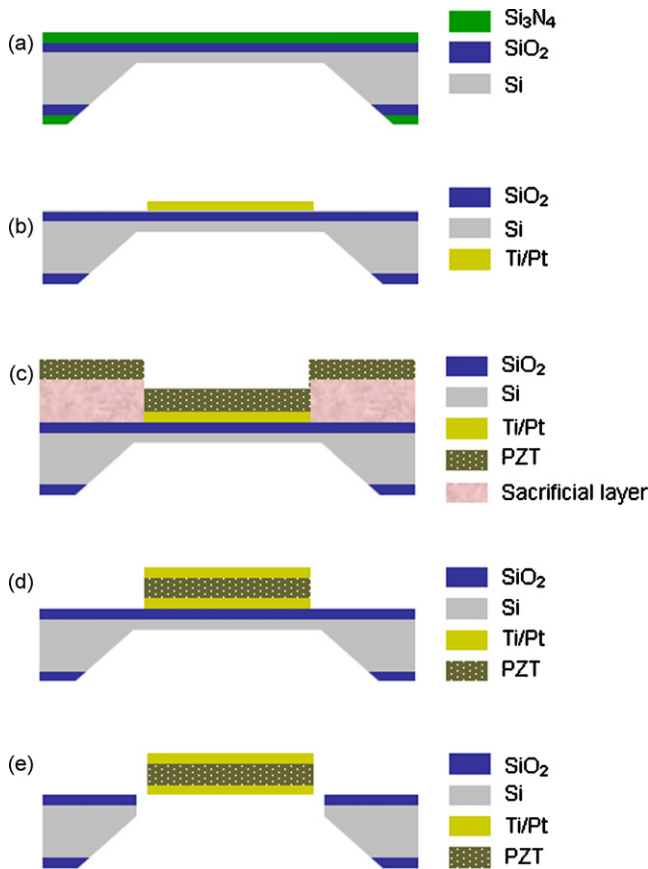 (a)
Si₃N₄
SiO₂
Si
(b)
SiO₂
Si
Ti/Pt
(c)
SiO₂
Si
Ti/Pt
PZT
Sacrificial layer
(d)
SiO₂
Si
Ti/Pt
PZT
(e)
SiO₂
Si
Ti/Pt
PZT